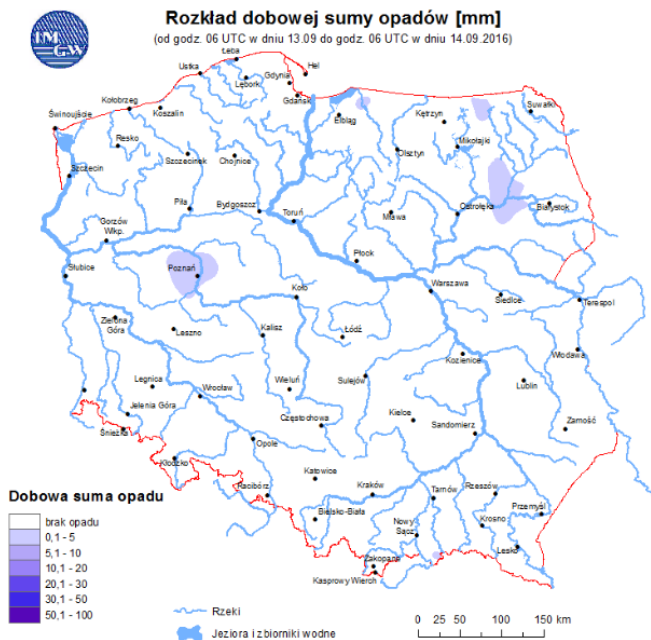 IM
GW
Rozkład dobowej sumy opadów [mm]
(od godz. 06 UTC w dniu 13.09 do godz. 06 UTC w dniu 14.09.2016)
Łeba
Hel
Ustka
Gdynia
Lębork
Gdańsk
Kołobrzeg
Koszalin
Suwałki
Świnoujście
Elbląg
Kętrzyn
Resko
Mikołajki
Szczecinek
Chojnice
Olsztyn
Szczecin
Piła
Bydgoszcz
Toruń
Mława
Ostrołęka
Białystok
Gorzów
Wlkp.
Płock
Słubice
Poznań
Koło
Warszawa
Siedlce
Terespol
Zielona
Góra
Leszno
Kalisz
Łódź
Kozienice
Włodawa
Legnica
Wrocław
Wieluń
Sulejów
Lublin
Jelenia Góra
Częstochowa
Kielce
Sandomierz
Zamość
Śnieżka
Opole
Kłodzko
Katowice
Racibórz
Kraków
Tarnów
Rzeszów
Przemyśl
Bielsko-Biała
Nowy
Sącz
Krosno
Lesko
Zakopane
Kasprowy Wierch
Dobowa suma opadu
brak opadu
0,1 - 5
5,1 - 10
10,1 - 20
20,1 - 30
30,1 - 50
50,1 - 100
Rzeki
Jeziora i zbiorniki wodne
0 25 50 100 150 km